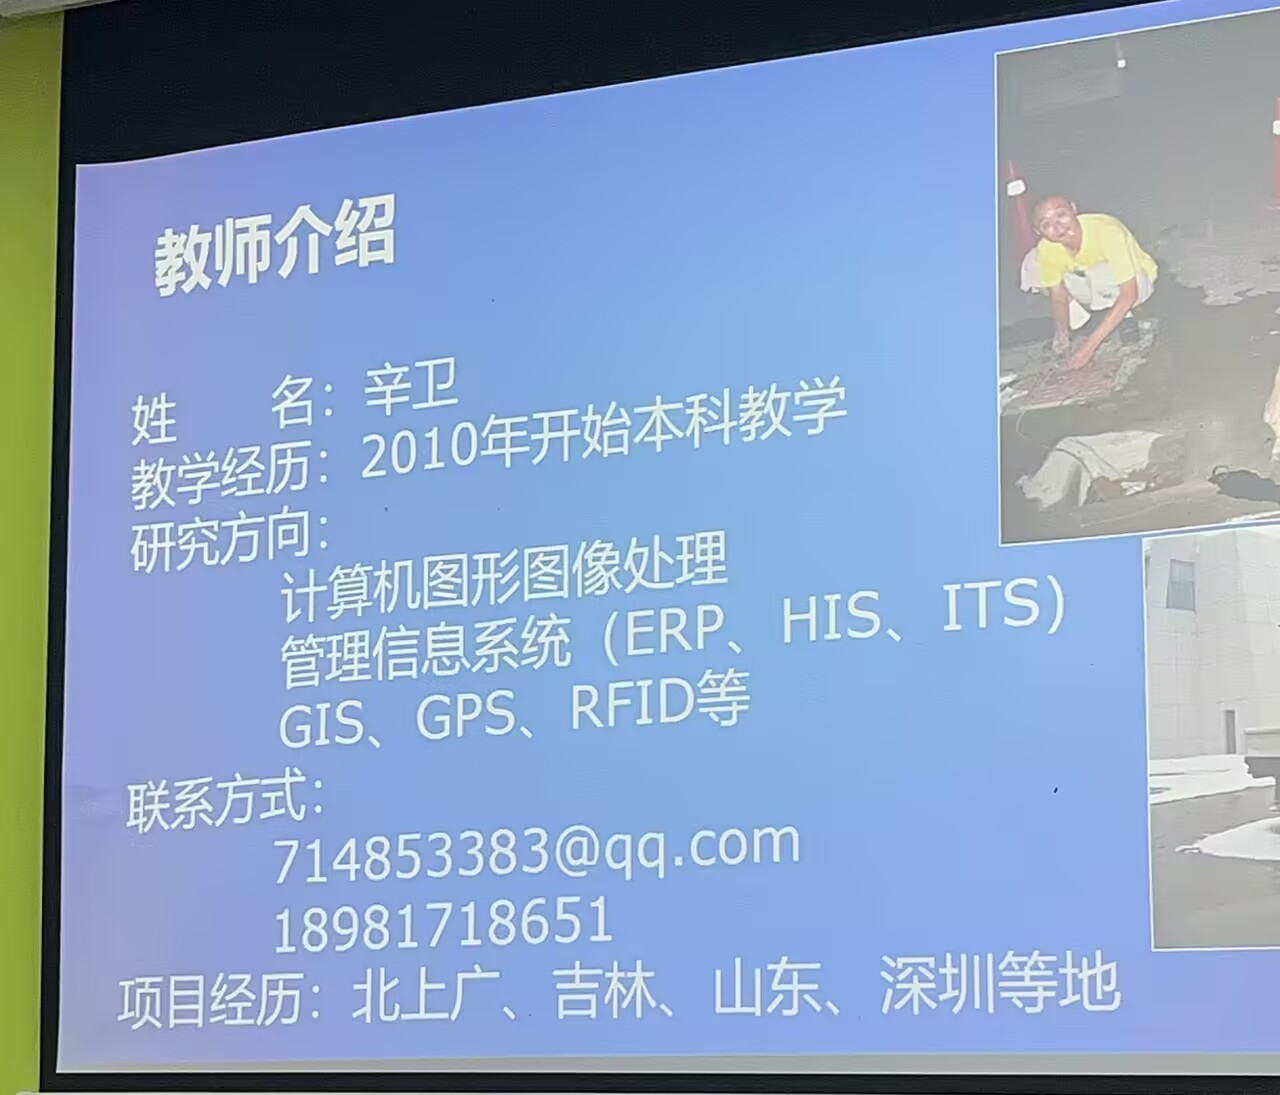 教师介绍
姓 名：辛卫
教学经历：2010年开始本科教学
研究方向：
计算机图形图像处理
管理信息系统（ERP、HIS、ITS）
GIS、GPS、RFID等
联系方式：
714853383@qq.com
18981718651
项目经历：北上广、吉林、山东、深圳等地